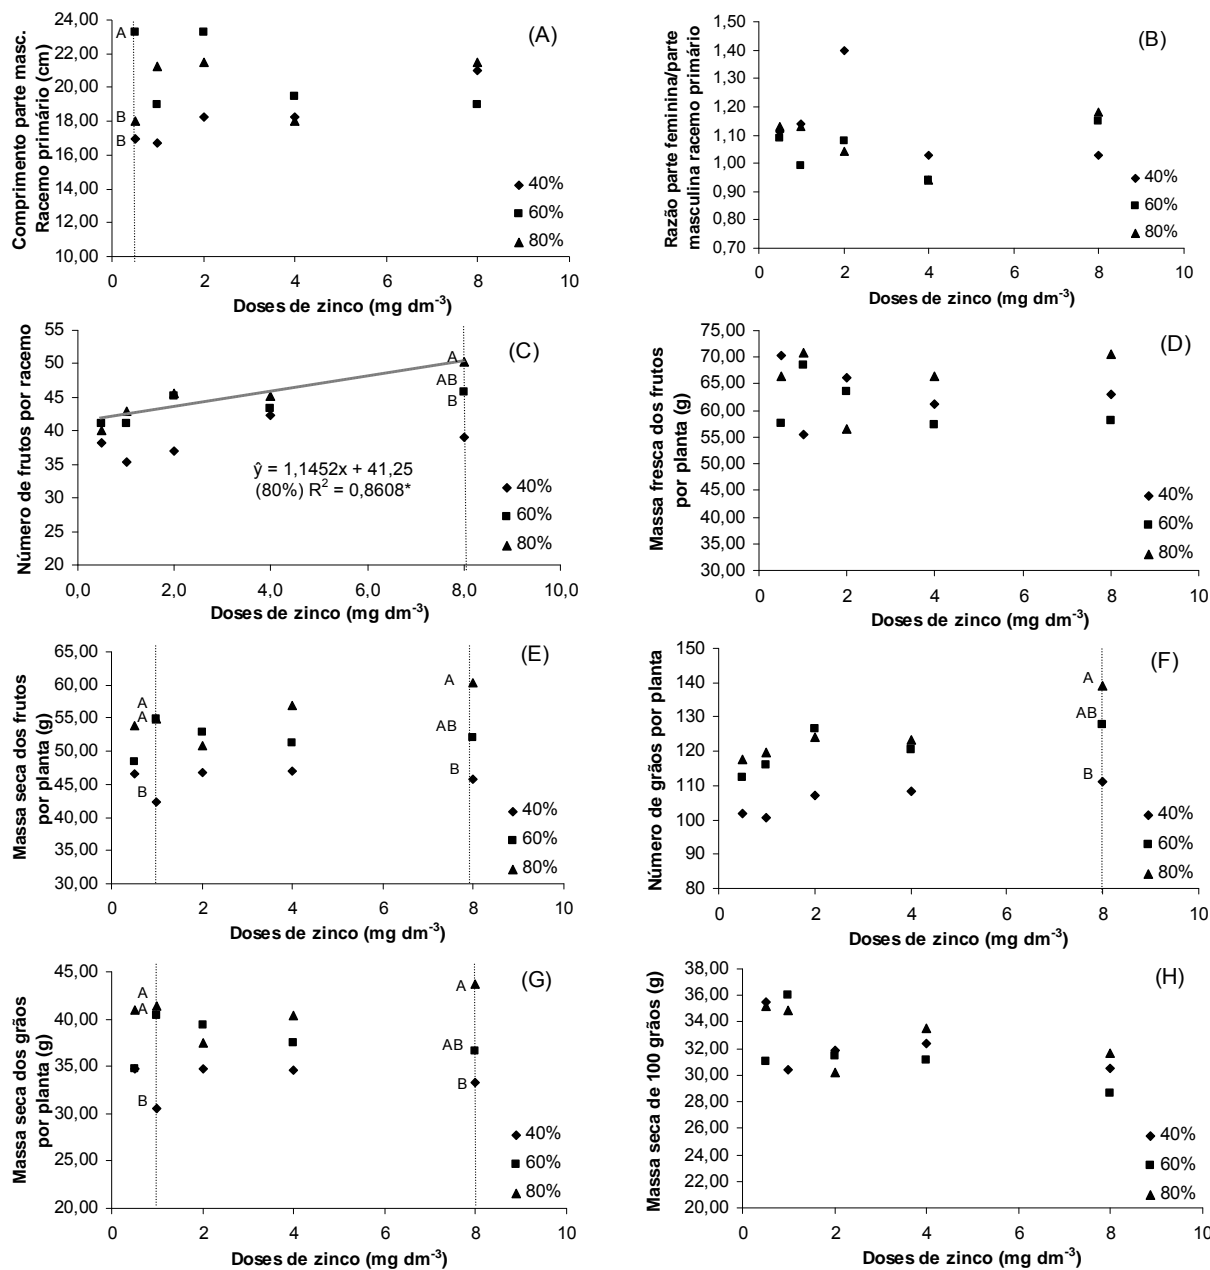 (A)
Comprimento parte masc.
Racemo primário (cm)
24,00
22,00
20,00
18,00
16,00
14,00
12,00
10,00
A
B
B
40%
60%
80%
0 2 4 6 8 10
Doses de zinco (mg dm-3)
(B)
Razão parte feminina/parte
masculina racemo primário
1,50
1,40
1,30
1,20
1,10
1,00
0,90
0,80
0,70
40%
60%
80%
0 2 4 6 8 10
Doses de zinco (mg dm-3)
(C)
Número de frutos por racemo
55
50
45
40
35
30
25
20
A
AB
B
ŷ = 1,1452x + 41,25
(80%) R2 = 0,8608*
40%
60%
80%
0,0 2,0 4,0 6,0 8,0 10,0
Doses de zinco (mg dm-3)
(D)
Massa fresca dos frutos
por planta (g)
75,00
70,00
65,00
60,00
55,00
50,00
45,00
40,00
35,00
30,00
40%
60%
80%
0 2 4 6 8 10
Doses de zinco (mg dm-3)
(E)
Massa seca dos frutos
por planta (g)
65,00
60,00
55,00
50,00
45,00
40,00
35,00
30,00
A
A
B
A
AB
B
40%
60%
80%
0 2 4 6 8 10
Doses de zinco (mg dm-3)
(F)
Número de grãos por planta
150
140
130
120
110
100
90
80
A
AB
B
40%
60%
80%
0 2 4 6 8 10
Doses de zinco (mg dm-3)
(G)
Massa seca dos grãos
por planta (g)
45,00
40,00
35,00
30,00
25,00
20,00
A
A
B
A
AB
B
40%
60%
80%
0 2 4 6 8 10
Doses de zinco (mg dm-3)
(H)
Massa seca de 100 grãos (g)
38,00
36,00
34,00
32,00
30,00
28,00
26,00
24,00
22,00
20,00
40%
60%
80%
0 2 4 6 8 10
Doses de zinco (mg dm-3)